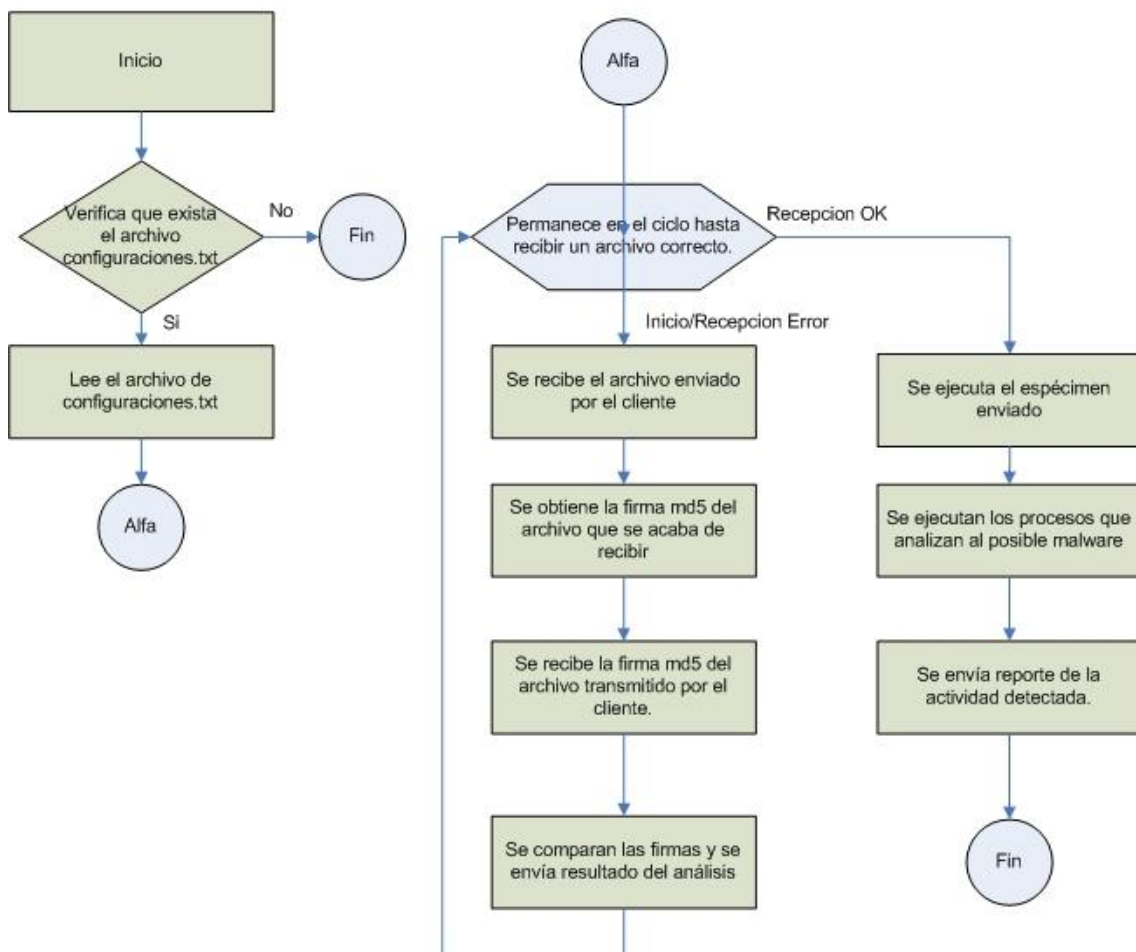 Inicio
Verifica que exista
el archivo
configuraciones.txt
No
Fin
Si
Lee el archivo de
configuraciones.txt
Alfa
Alfa
Permanece en el ciclo hasta
recibir un archivo correcto.
Recepcion OK
Inicio/Recepcion Error
Se recibe el archivo enviado
por el cliente
Se obtiene la firma md5 del
archivo que se acaba de
recibir
Se recibe la firma md5 del
archivo transmitido por el
cliente.
Se comparan las firmas y se
envía resultado del análisis
Se ejecuta el espécimen
enviado
Se ejecutan los procesos que
analizan al posible malware
Se envía reporte de la
actividad detectada.
Fin